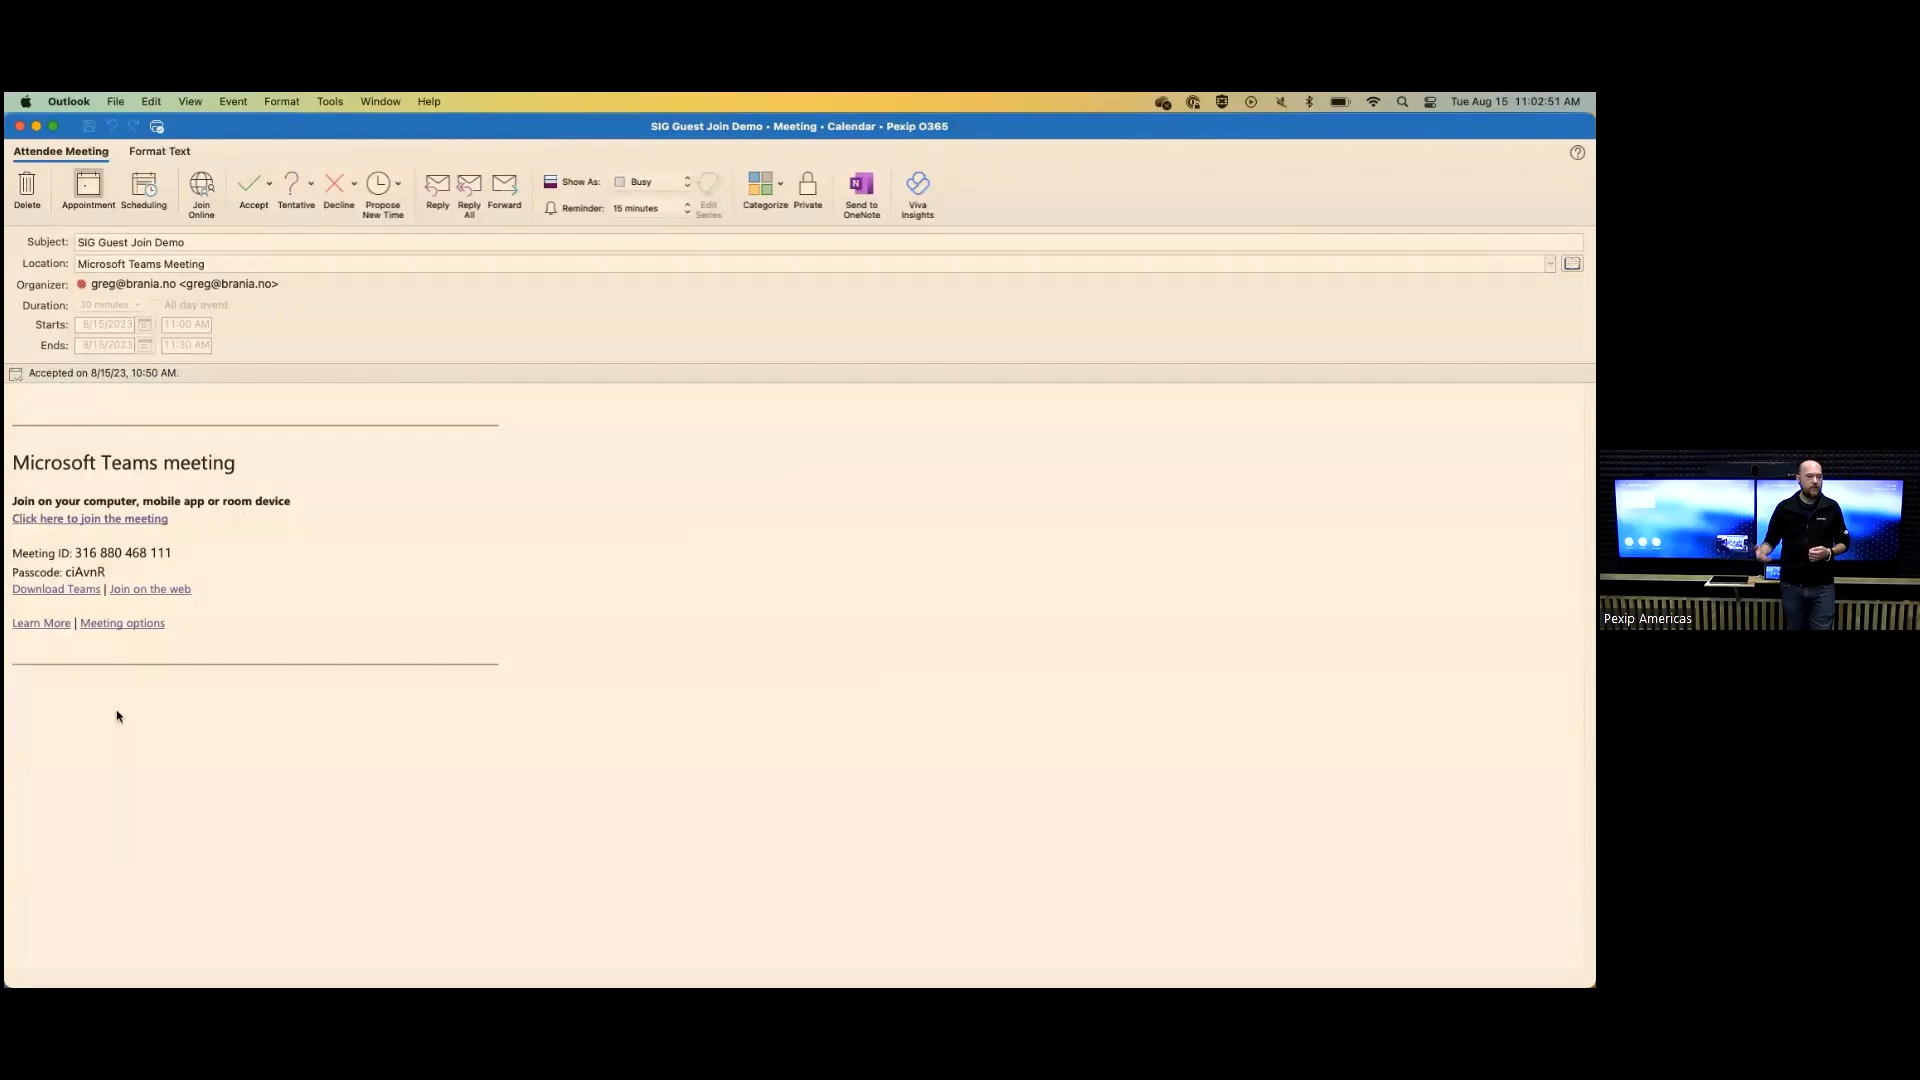 Outlook File Edit View Event Format Tools Window Help Tue Aug 15 11:02:51 AM
SIG Guest Join Demo • Meeting • Calendar • Pexip O365
Attendee Meeting Format Text
Delete Appointment Scheduling Join Online Accept Tentative Decline Propose New Time Reply Reply All Forward Show As: Busy Reminder: 15 minutes Edit Series Categorize Private Send to OneNote Viva Insights
Subject: SIG Guest Join Demo
Location: Microsoft Teams Meeting
Organizer: greg@brania.no <greg@brania.no>
Duration: 30 minutes All day event
Starts: 8/15/2023 11:00 AM
Ends: 8/15/2023 11:30 AM
Accepted on 8/15/23, 10:50 AM.
Microsoft Teams meeting
Join on your computer, mobile app or room device
Click here to join the meeting
Meeting ID: 316 880 468 111
Passcode: ciAvnR
Download Teams | Join on the web
Learn More | Meeting options
Pexip Americas